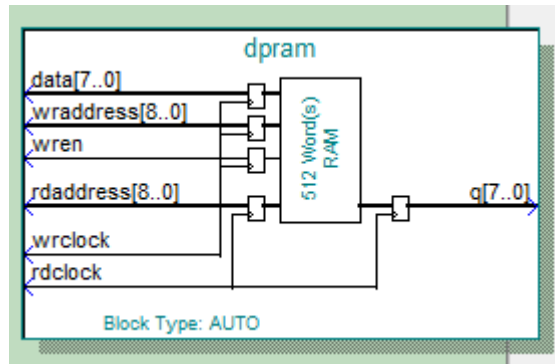 dpram
data[7..0]
wraddress[8..0]
wren
rdaddress[8..0]
wrclock
rdclock
512 Word(s)
RAM
q[7..0]
Block Type: AUTO